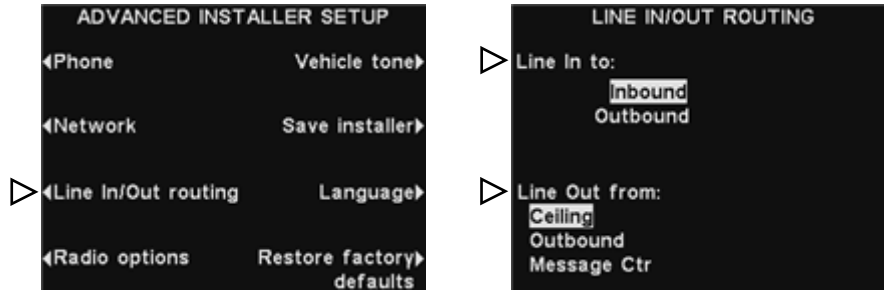 ADVANCED INSTALLER SETUP
Phone
Vehicle tone
Network
Save installer
Line In/Out routing
Language
Radio options
Restore factory
defaults
LINE IN/OUT ROUTING
Line In to:
Inbound
Outbound
Line Out from:
Ceiling
Outbound
Message Ctr